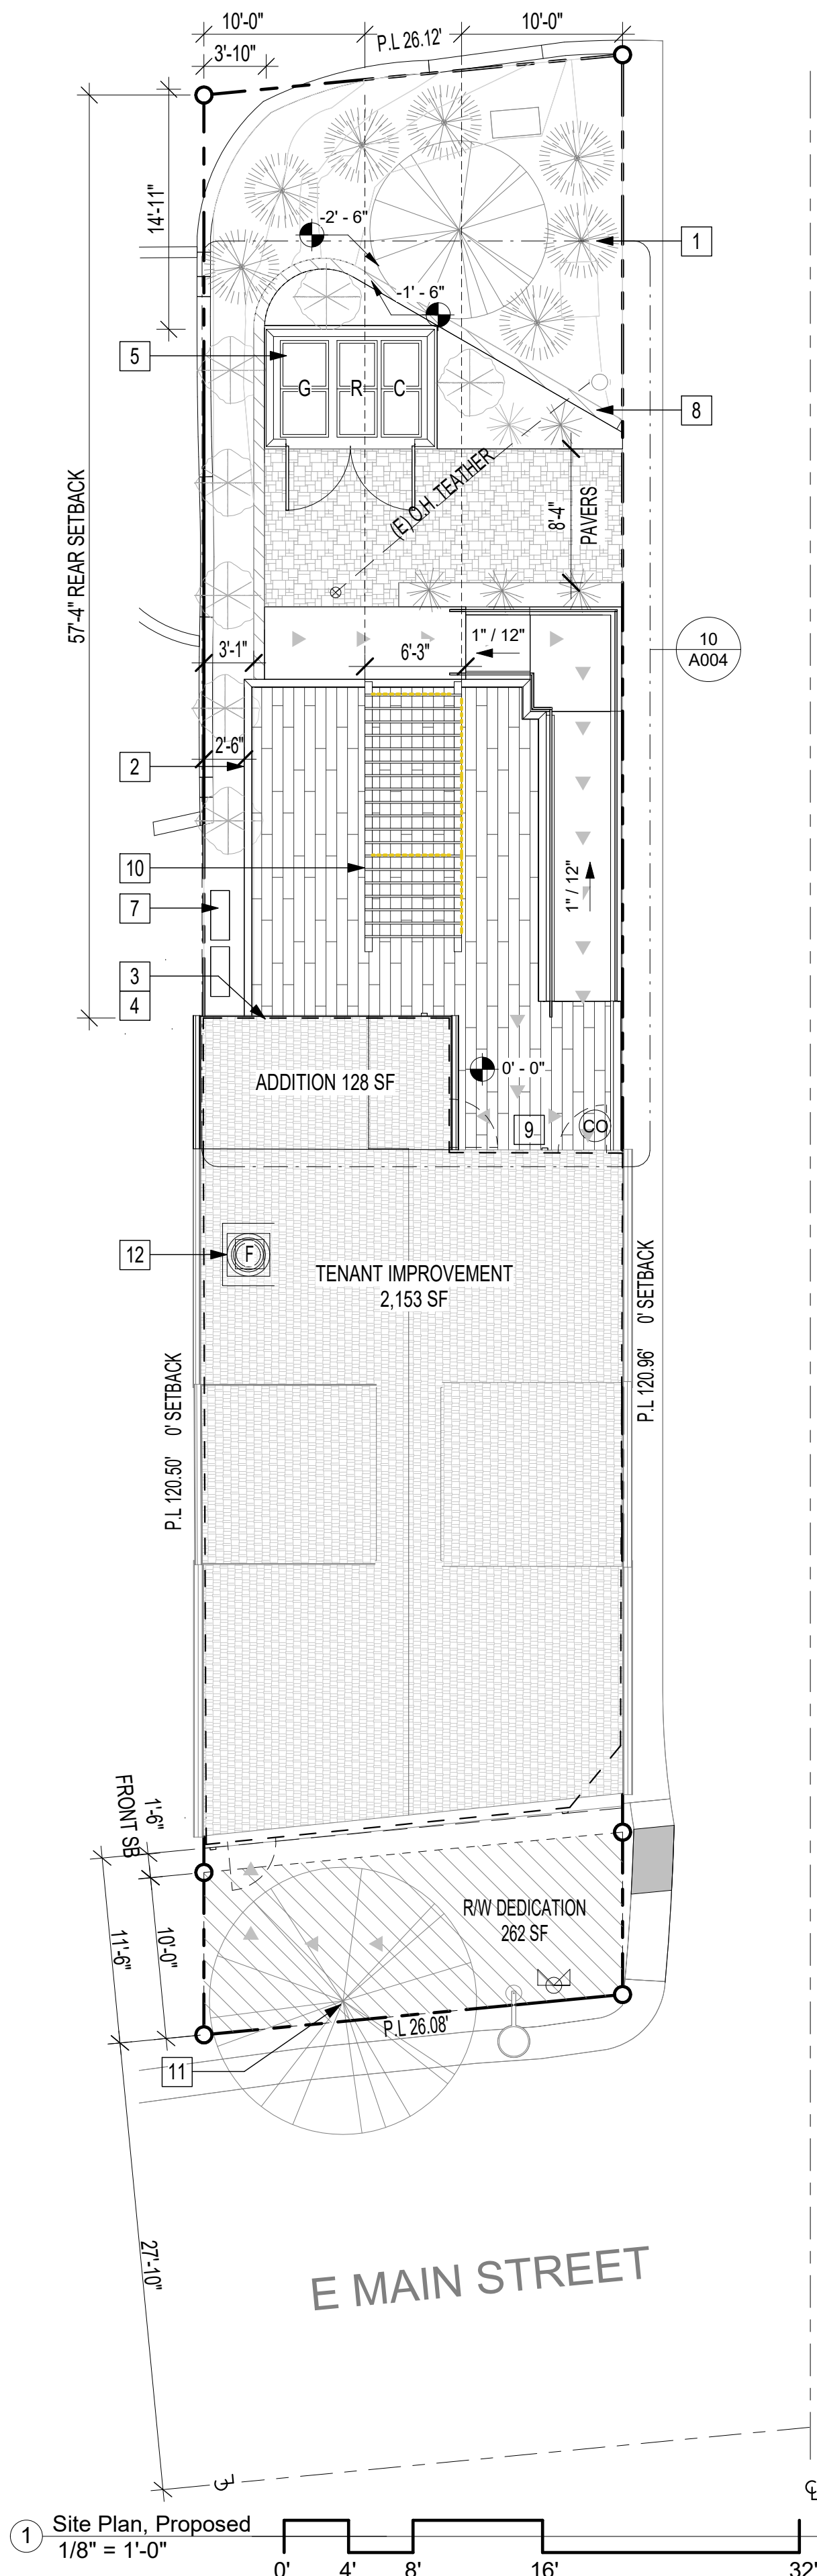 10'-0"
P.L 26.12'
10'-0"
3'-10"
14'-11"
-2' - 6"
1
-1' - 6"
5
G
R
C
8
57'-4" REAR SETBACK
(E) O.H. TEATHER
8'-4"
PAVERS
3'-1"
6'-3"
1" / 12"
10
A004
2'-6"
2
10
7
1" / 12"
3
4
ADDITION 128 SF
0' - 0"
9
CO
12
F
TENANT IMPROVEMENT
2,153 SF
P.L 120.50' 0' SETBACK
P.L 120.96' 0' SETBACK
FRONT SB
1'-6"
11'-6"
10'-0"
R/W DEDICATION
262 SF
P.L 26.08'
11
27'-10"
E MAIN STREET
℄
℄
1
Site Plan, Proposed
1/8" = 1'-0"
0' 4' 8' 16' 32'